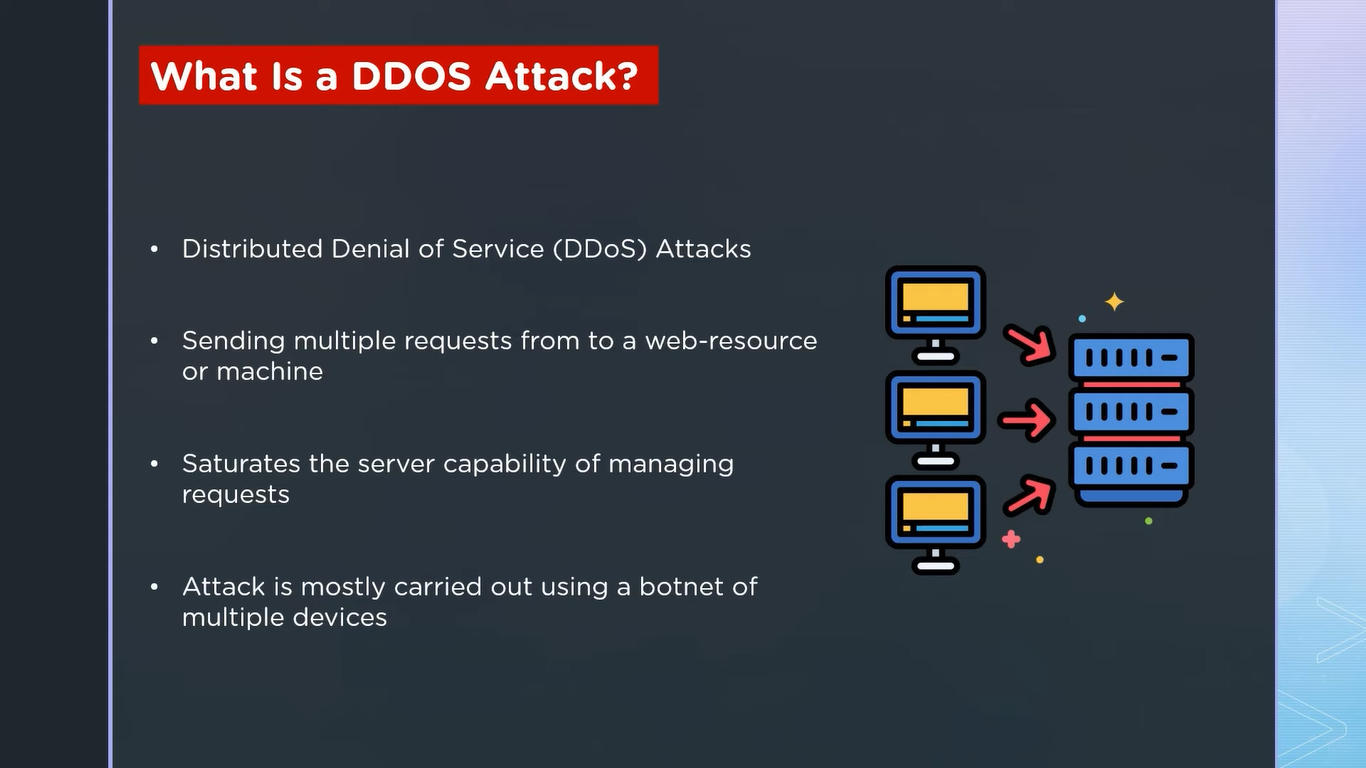 What Is a DDOS Attack?
• Distributed Denial of Service (DDoS) Attacks
• Sending multiple requests from to a web-resource
or machine
• Saturates the server capability of managing
requests
• Attack is mostly carried out using a botnet of
multiple devices